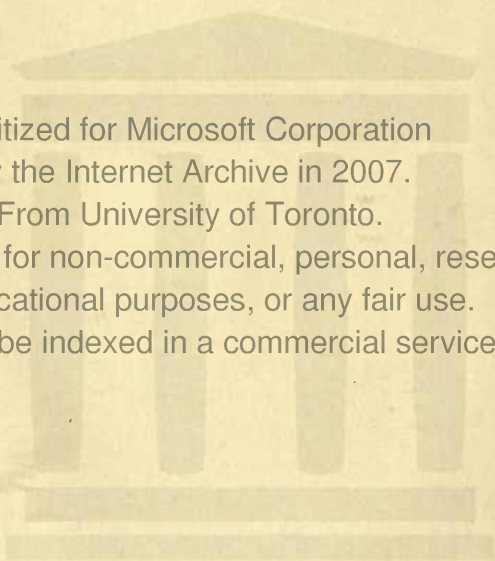 itized for Microsoft Corporation
the Internet Archive in 2007.
From University of Toronto.
for non-commercial, personal, rese
cational purposes, or any fair use.
be indexed in a commercial service